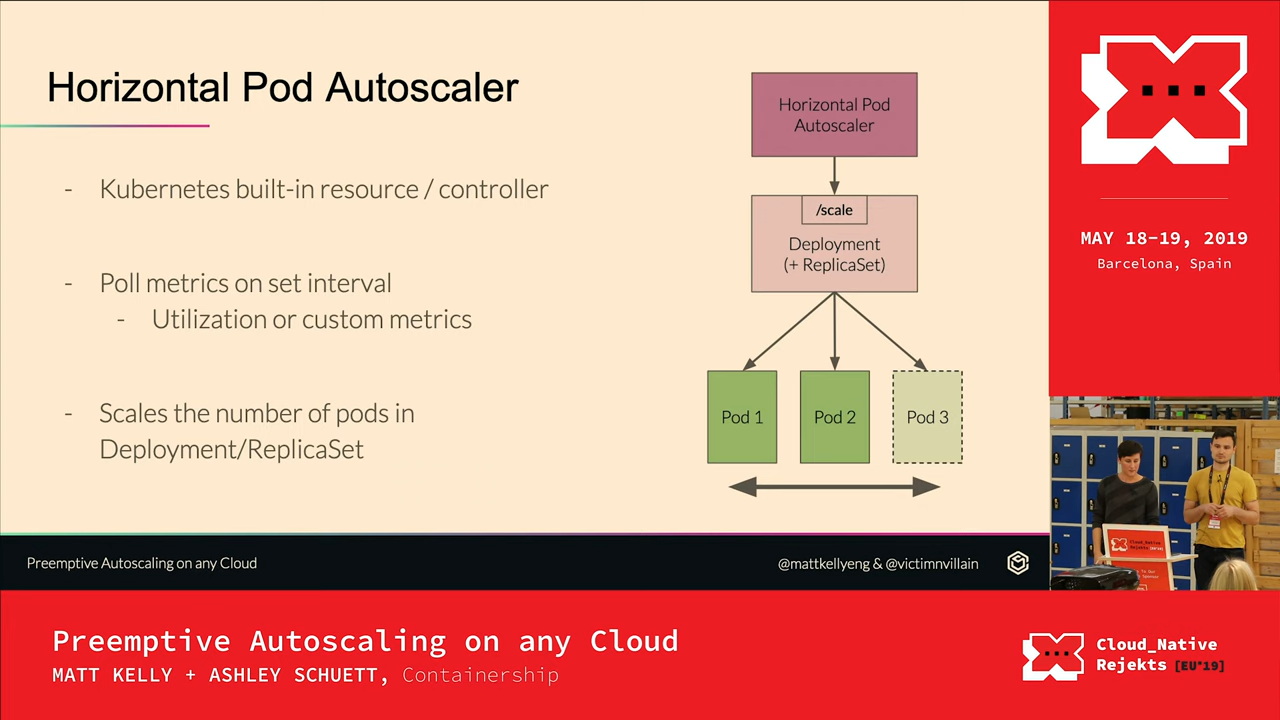 Horizontal Pod Autoscaler
- Kubernetes built-in resource / controller
- Poll metrics on set interval
- Utilization or custom metrics
- Scales the number of pods in
Deployment/ReplicaSet
Horizontal Pod
Autoscaler
/scale
Deployment
(+ ReplicaSet)
Pod 1
Pod 2
Pod 3
Preemptive Autoscaling on any Cloud
@mattkellyeng & @victimnvillain
MAY 18-19, 2019
Barcelona, Spain
Cloud_Native
Rejekts
Preemptive Autoscaling on any Cloud
MATT KELLY + ASHLEY SCHUETT, Containership
Cloud_Native
Rejekts [EU'19]